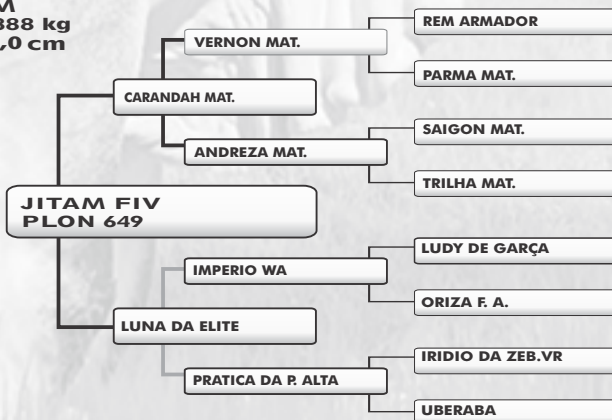 M
888 kg
,0 cm
REM ARMADOR
VERNON MAT.
PARMA MAT.
CARANDAH MAT.
SAIGON MAT.
ANDREZA MAT.
TRILHA MAT.
JITAM FIV
PLON 649
LUDY DE GARÇA
IMPERIO WA
ORIZA F. A.
LUNA DA ELITE
IRIDIO DA ZEB.VR
PRATICA DA P. ALTA
UBERABA